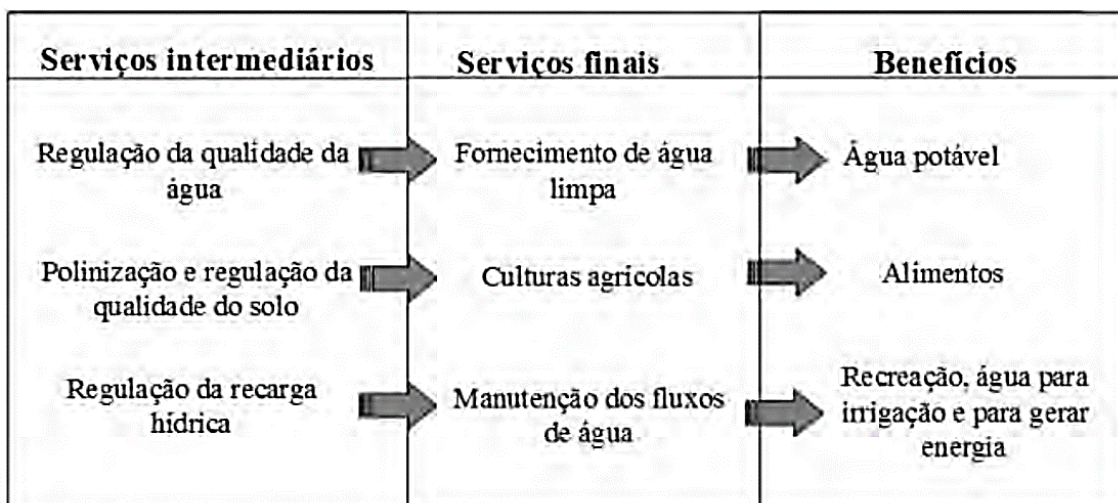 Serviços intermediários
Serviços finais
Benefícios
Regulação da qualidade da
água
Fornecimento de água
limpa
Água potável
Polinização e regulação da
qualidade do solo
Culturas agricolas
Alimentos
Regulação da recarga
hídrica
Manutenção dos fluxos
de água
Recreação, água para
irrigação e para gerar
energia